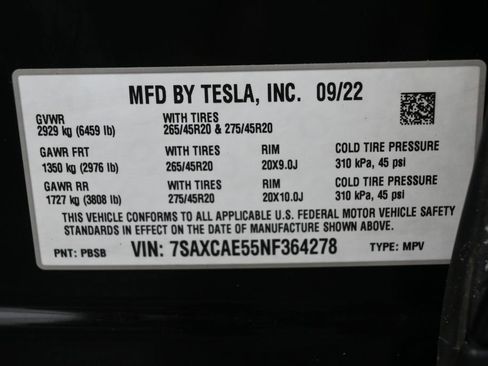 MFD BY TESLA, INC. 09/22
GVWR WITH TIRES
2929 kg (6459 lb) 265/45R20 & 275/45R20
GAWR FRT WITH TIRES RIM COLD TIRE PRESSURE
1350 kg (2976 lb) 265/45R20 20X9.0J 310 kPa, 45 psi
GAWR RR WITH TIRES RIM COLD TIRE PRESSURE
1727 kg (3808 lb) 275/45R20 20X10.0J 310 kPa, 45 psi
THIS VEHICLE CONFORMS TO ALL APPLICABLE U.S. FEDERAL MOTOR VEHICLE SAFETY
STANDARDS IN EFFECT ON THE DATE OF MANUFACTURE SHOWN ABOVE.
PNT: PBSB VIN: 7SAXCAE55NF364278 TYPE: MPV